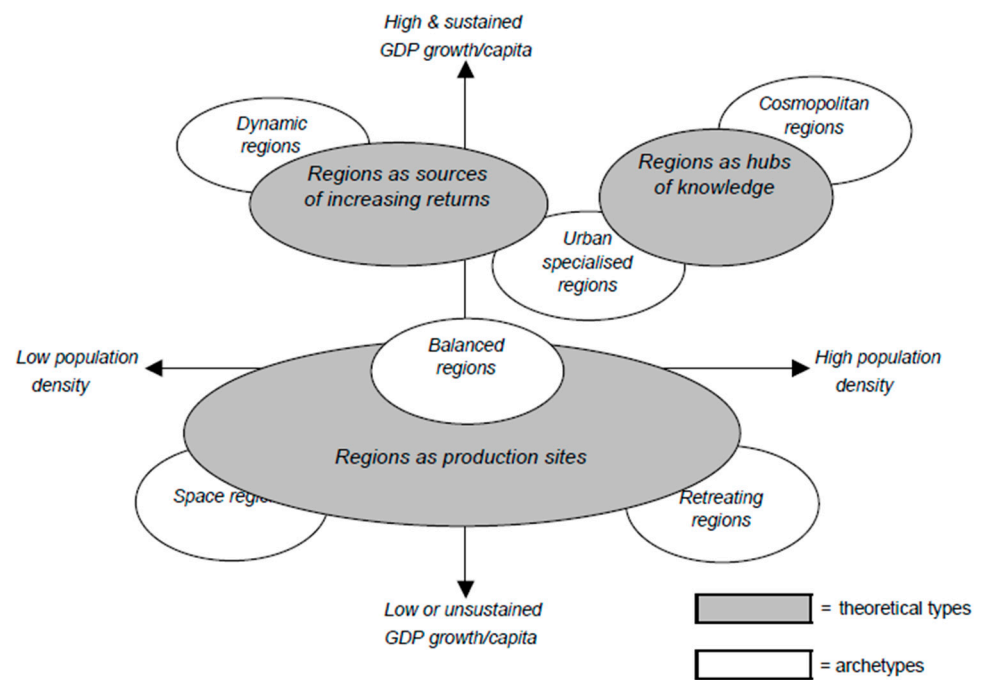 High & sustained
GDP growth/capita
Dynamic
regions
Cosmopolitan
regions
Regions as sources
of increasing returns
Regions as hubs
of knowledge
Urban
specialised
regions
Low population
density
Balanced
regions
High population
density
Regions as production sites
Space region
Retreating
regions
Low or unsustained
GDP growth/capita
= theoretical types
= archetypes